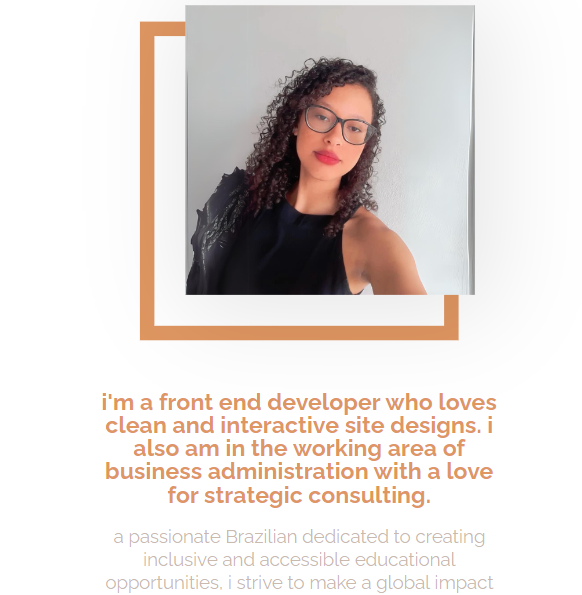 i'm a front end developer who loves
clean and interactive site designs. i
also am in the working area of
business administration with a love
for strategic consulting.
a passionate Brazilian dedicated to creating
inclusive and accessible educational
opportunities, i strive to make a global impact